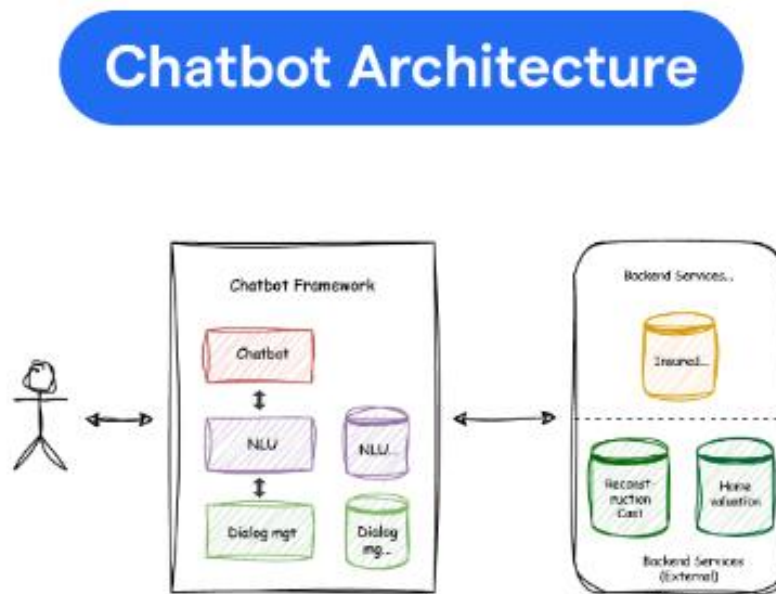 Chatbot Architecture
Chatbot Framework
Chatbot
NLU
NLU...
Dialog mgt
Dialog
mg...
Backend Services...
Insured...
Reconst-
ruction
Cast
Home
valuation
Backend Services
(External)